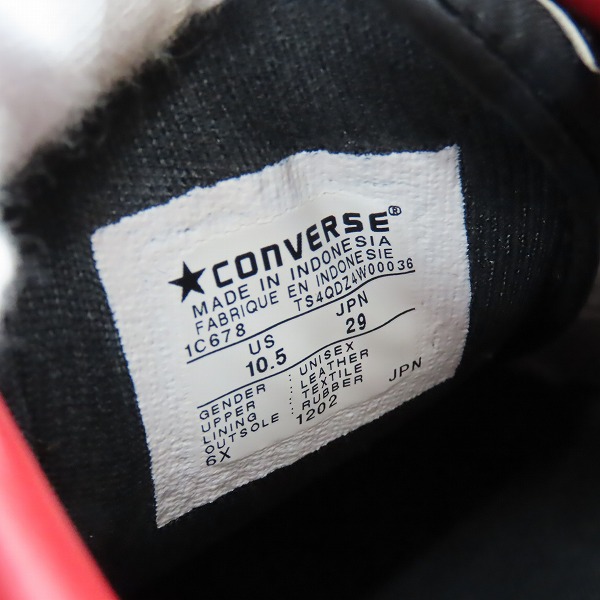 ★CONVERSE®
MADE IN INDONESIA
FABRIQUE EN INDONESIE
1C678 TS4QDZ4W00036
US JPN
10.5 29
GENDER : UNISEX
UPPER : LEATHER
LINING : TEXTILE
OUTSOLE : RUBBER
6X 1202 JPN